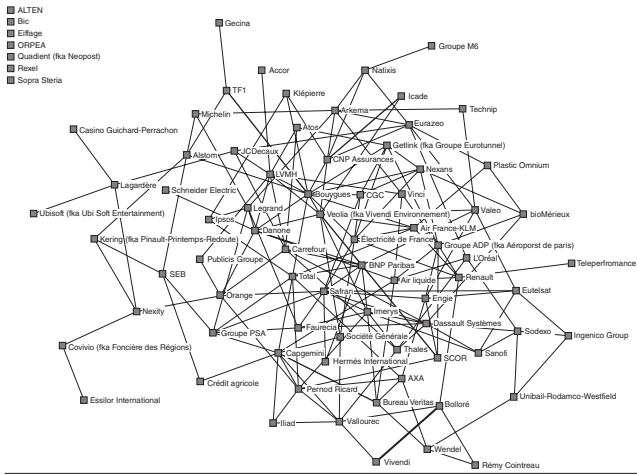 ALTEN
Bic
Eiffage
ORPEA
Quadient (fka Neopost)
Rexel
Sopra Steria
Gecina
Groupe M6
Accor
Natixis
TF1
Klépierre
Icade
Michelin
Arkema
Technip
Casino Guichard-Perrachon
Atos
Eurazeo
Alstom
JCDecaux
Getlink (fka Groupe Eurotunnel)
CNP Assurances
Nexans
Plastic Omnium
Lagardère
Schneider Electric
LVMH
Bouygues
CGC
Vinci
Ubisoft (fka Ubi Soft Entertainment)
Ipsos
Legrand
Veolia (fka Vivendi Environnement)
Valeo
bioMérieux
Danone
Air France-KLM
Kering (fka Pinault-Printemps-Redoute)
Électricité de France
Groupe ADP (fka Aéroporst de paris)
Carrefour
Publicis Groupe
BNP Paribas
L'Oréal
Teleperfromance
SEB
Total
Air liquide
Renault
Orange
Safran
Engie
Eutelsat
Nexity
Imerys
Groupe PSA
Faurecia
Société Générale
Dassault Systèmes
Sodexo
Ingenico Group
Covivio (fka Foncière des Régions)
Capgemini
Hermés International
Thales
SCOR
Sanofi
Crédit agricole
AXA
Essilor International
Pernod Ricard
Bureau Veritas
Bolloré
Unibail-Rodamco-Westfield
Iliad
Vallourec
Wendel
Vivendi
Rémy Cointreau